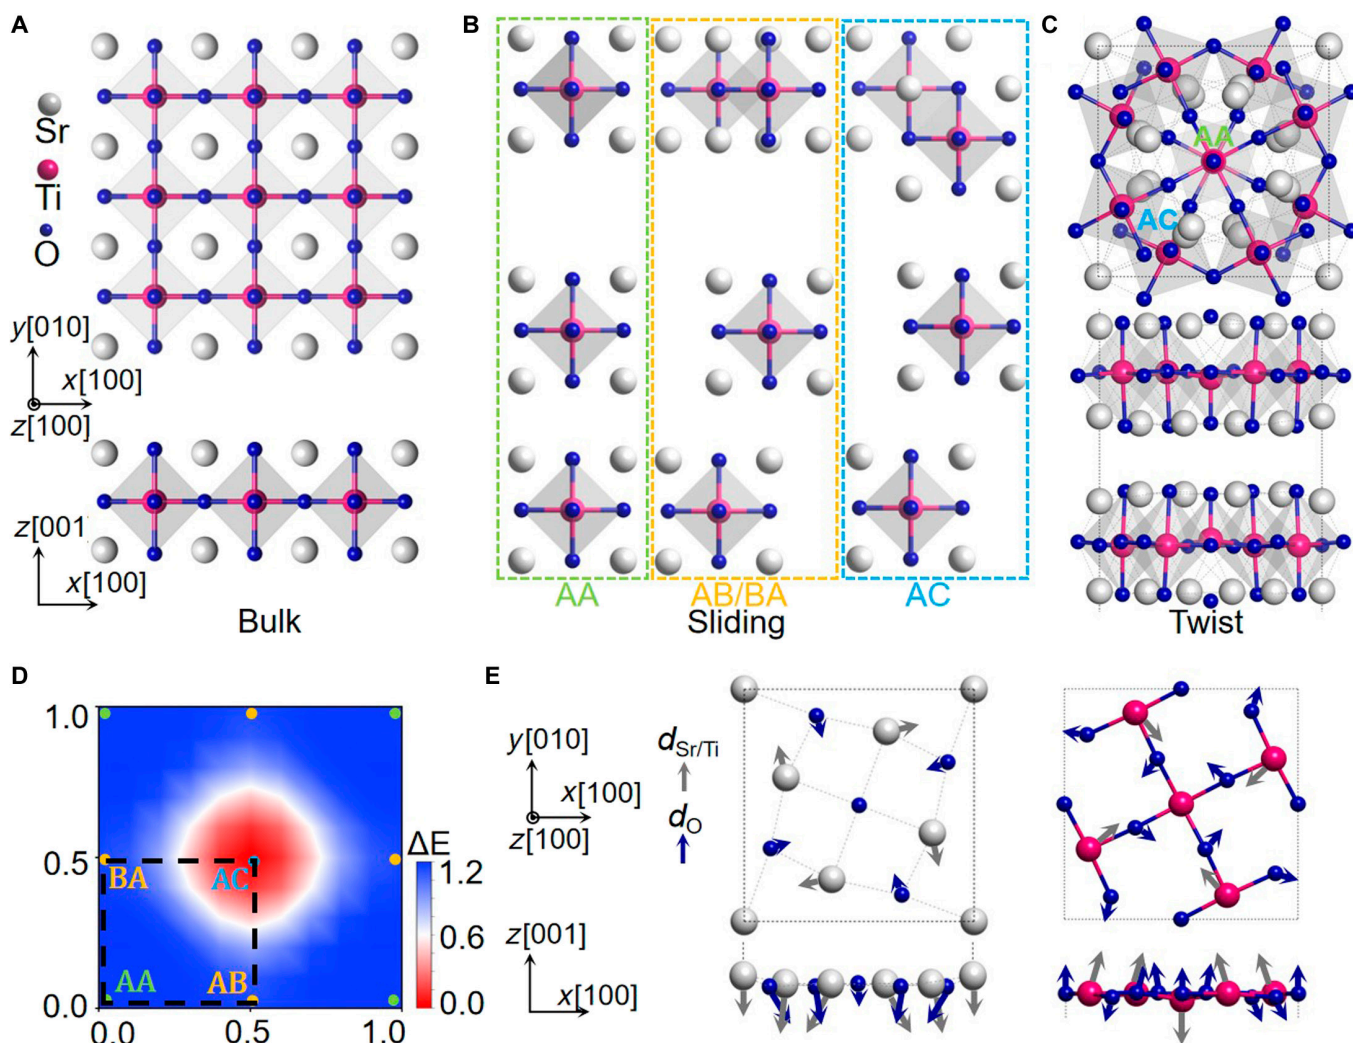 A
Sr
Ti
O
y[010]
x[100]
z[100]
z[001]
x[100]
Bulk
B
AA
AB/BA
AC
Sliding
C
AA
AC
Twist
D
1.0
0.5
0.0
BA
AC
AA
AB
0.0
0.5
1.0
ΔE
1.2
0.6
0.0
E
y[010]
x[100]
z[100]
z[001]
x[100]
dSr/Ti
dO